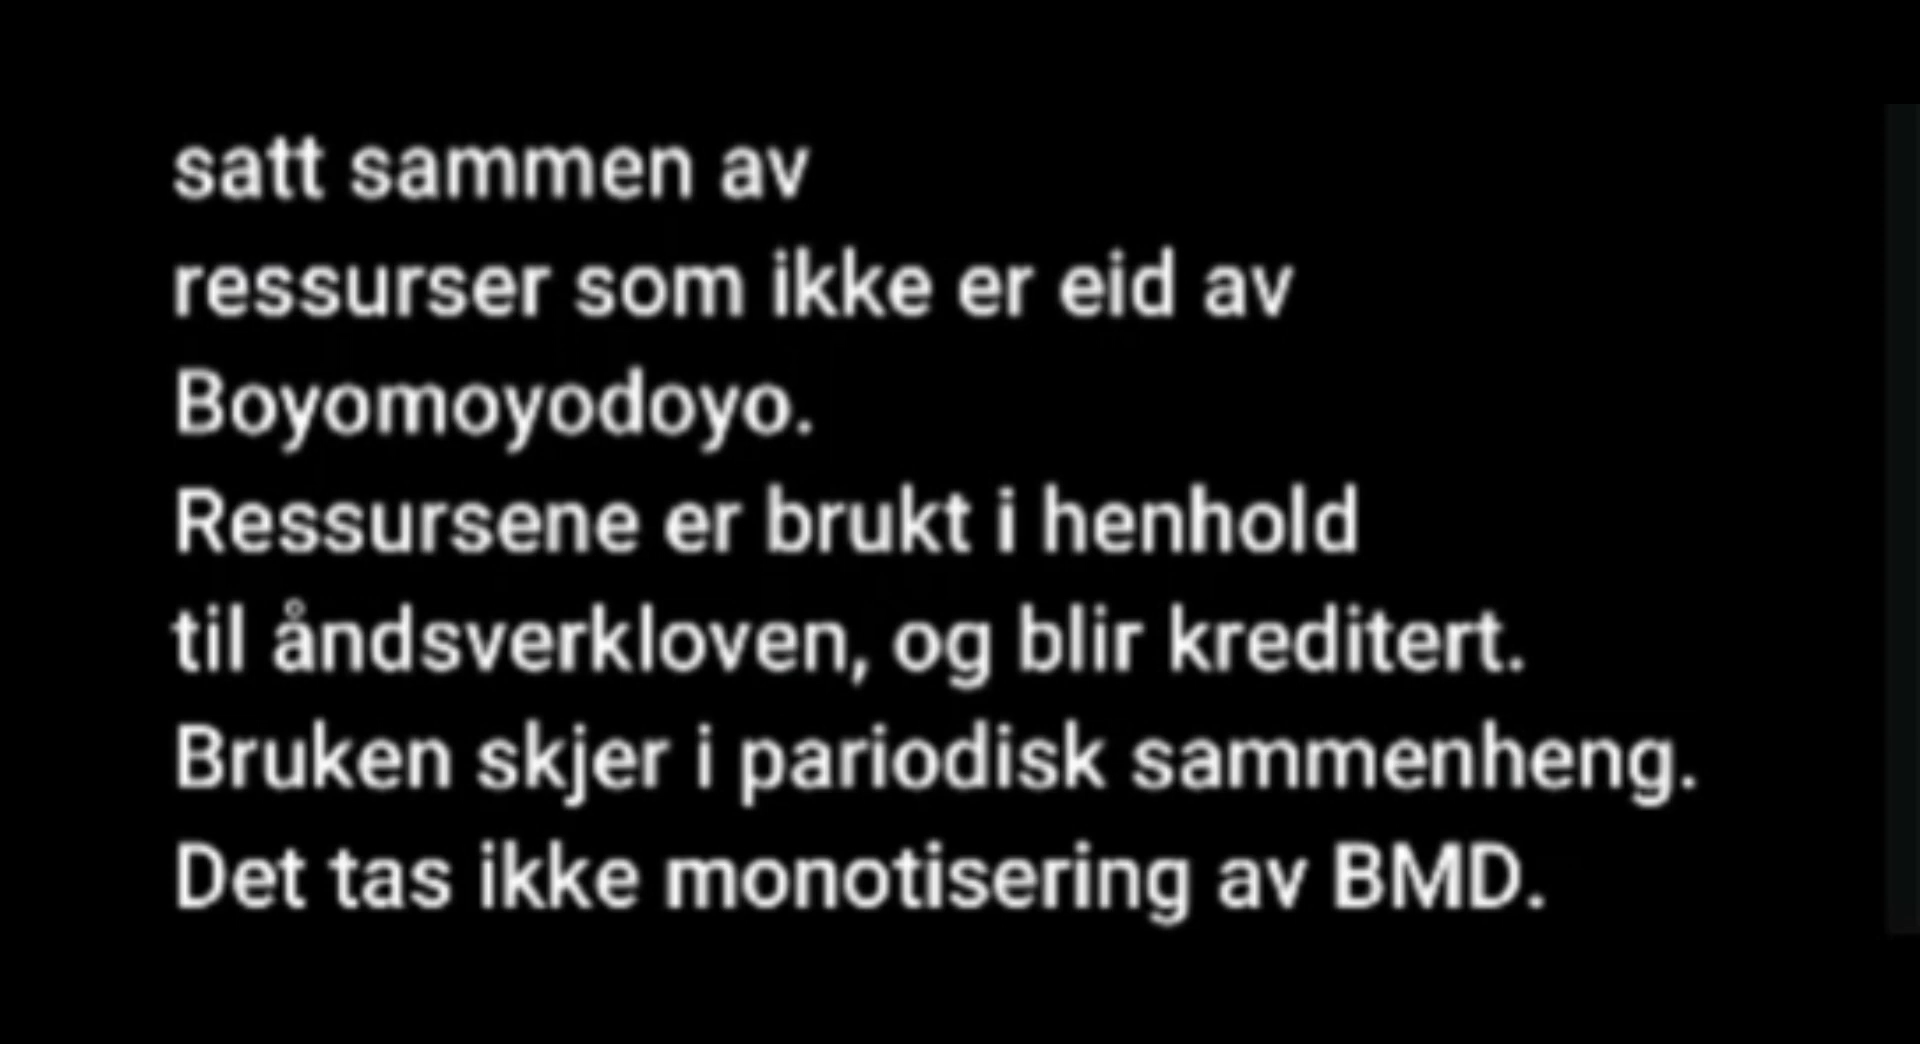 satt sammen av
ressurser som ikke er eid av
Boyomoyodoyo.
Ressursene er brukt i henhold
til åndsverkloven, og blir kreditert.
Bruken skjer i pariodisk sammenheng.
Det tas ikke monotisering av BMD.